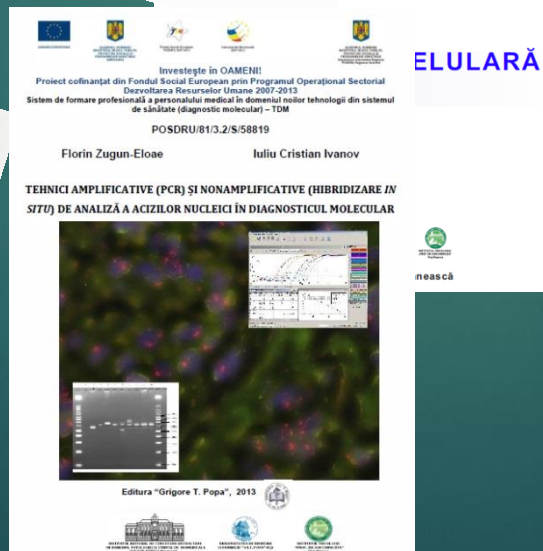 Investește în OAMENI!
Proiect cofinanțat din Fondul Social European prin Programul Operațional Sectorial
Dezvoltarea Resurselor Umane 2007-2013
Sistem de formare profesională a personalului medical în domeniul noilor tehnologii din sistemul
de sănătate (diagnostic molecular) – TDM
POSDRU/81/3.2/S/58819
Florin Zugun-Eloae Iuliu Cristian Ivanov
TEHNICI AMPLIFICATIVE (PCR) ȘI NONAMPLIFICATIVE (HIBRIDIZARE IN
SITU) DE ANALIZĂ A ACIZILOR NUCLEICI ÎN DIAGNOSTICUL MOLECULAR
Editura "Grigore T. Popa", 2013
ELULARĂ
nească